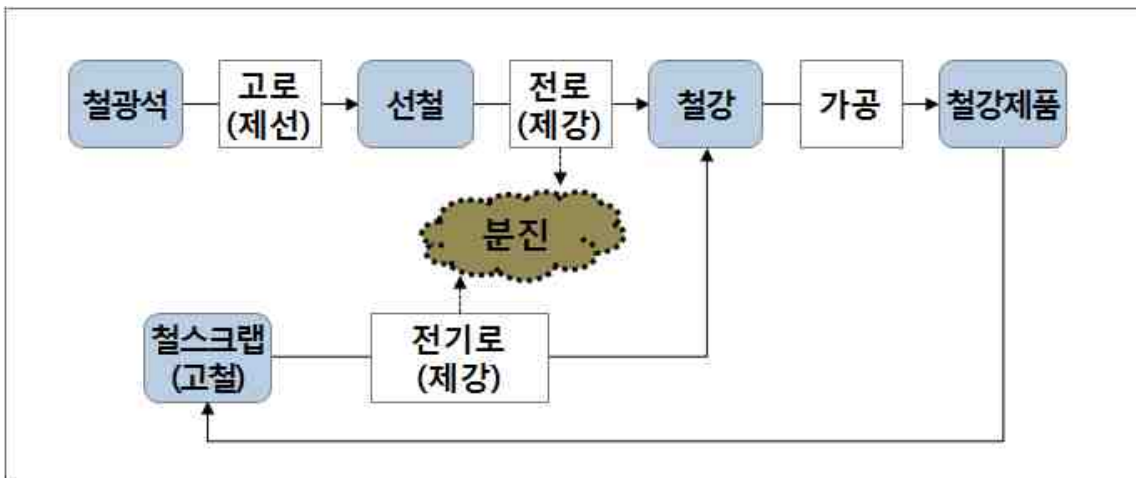 철광석
고로
(제선)
선철
전로
(제강)
철강
가공
철강제품
분진
철스크랩
(고철)
전기로
(제강)